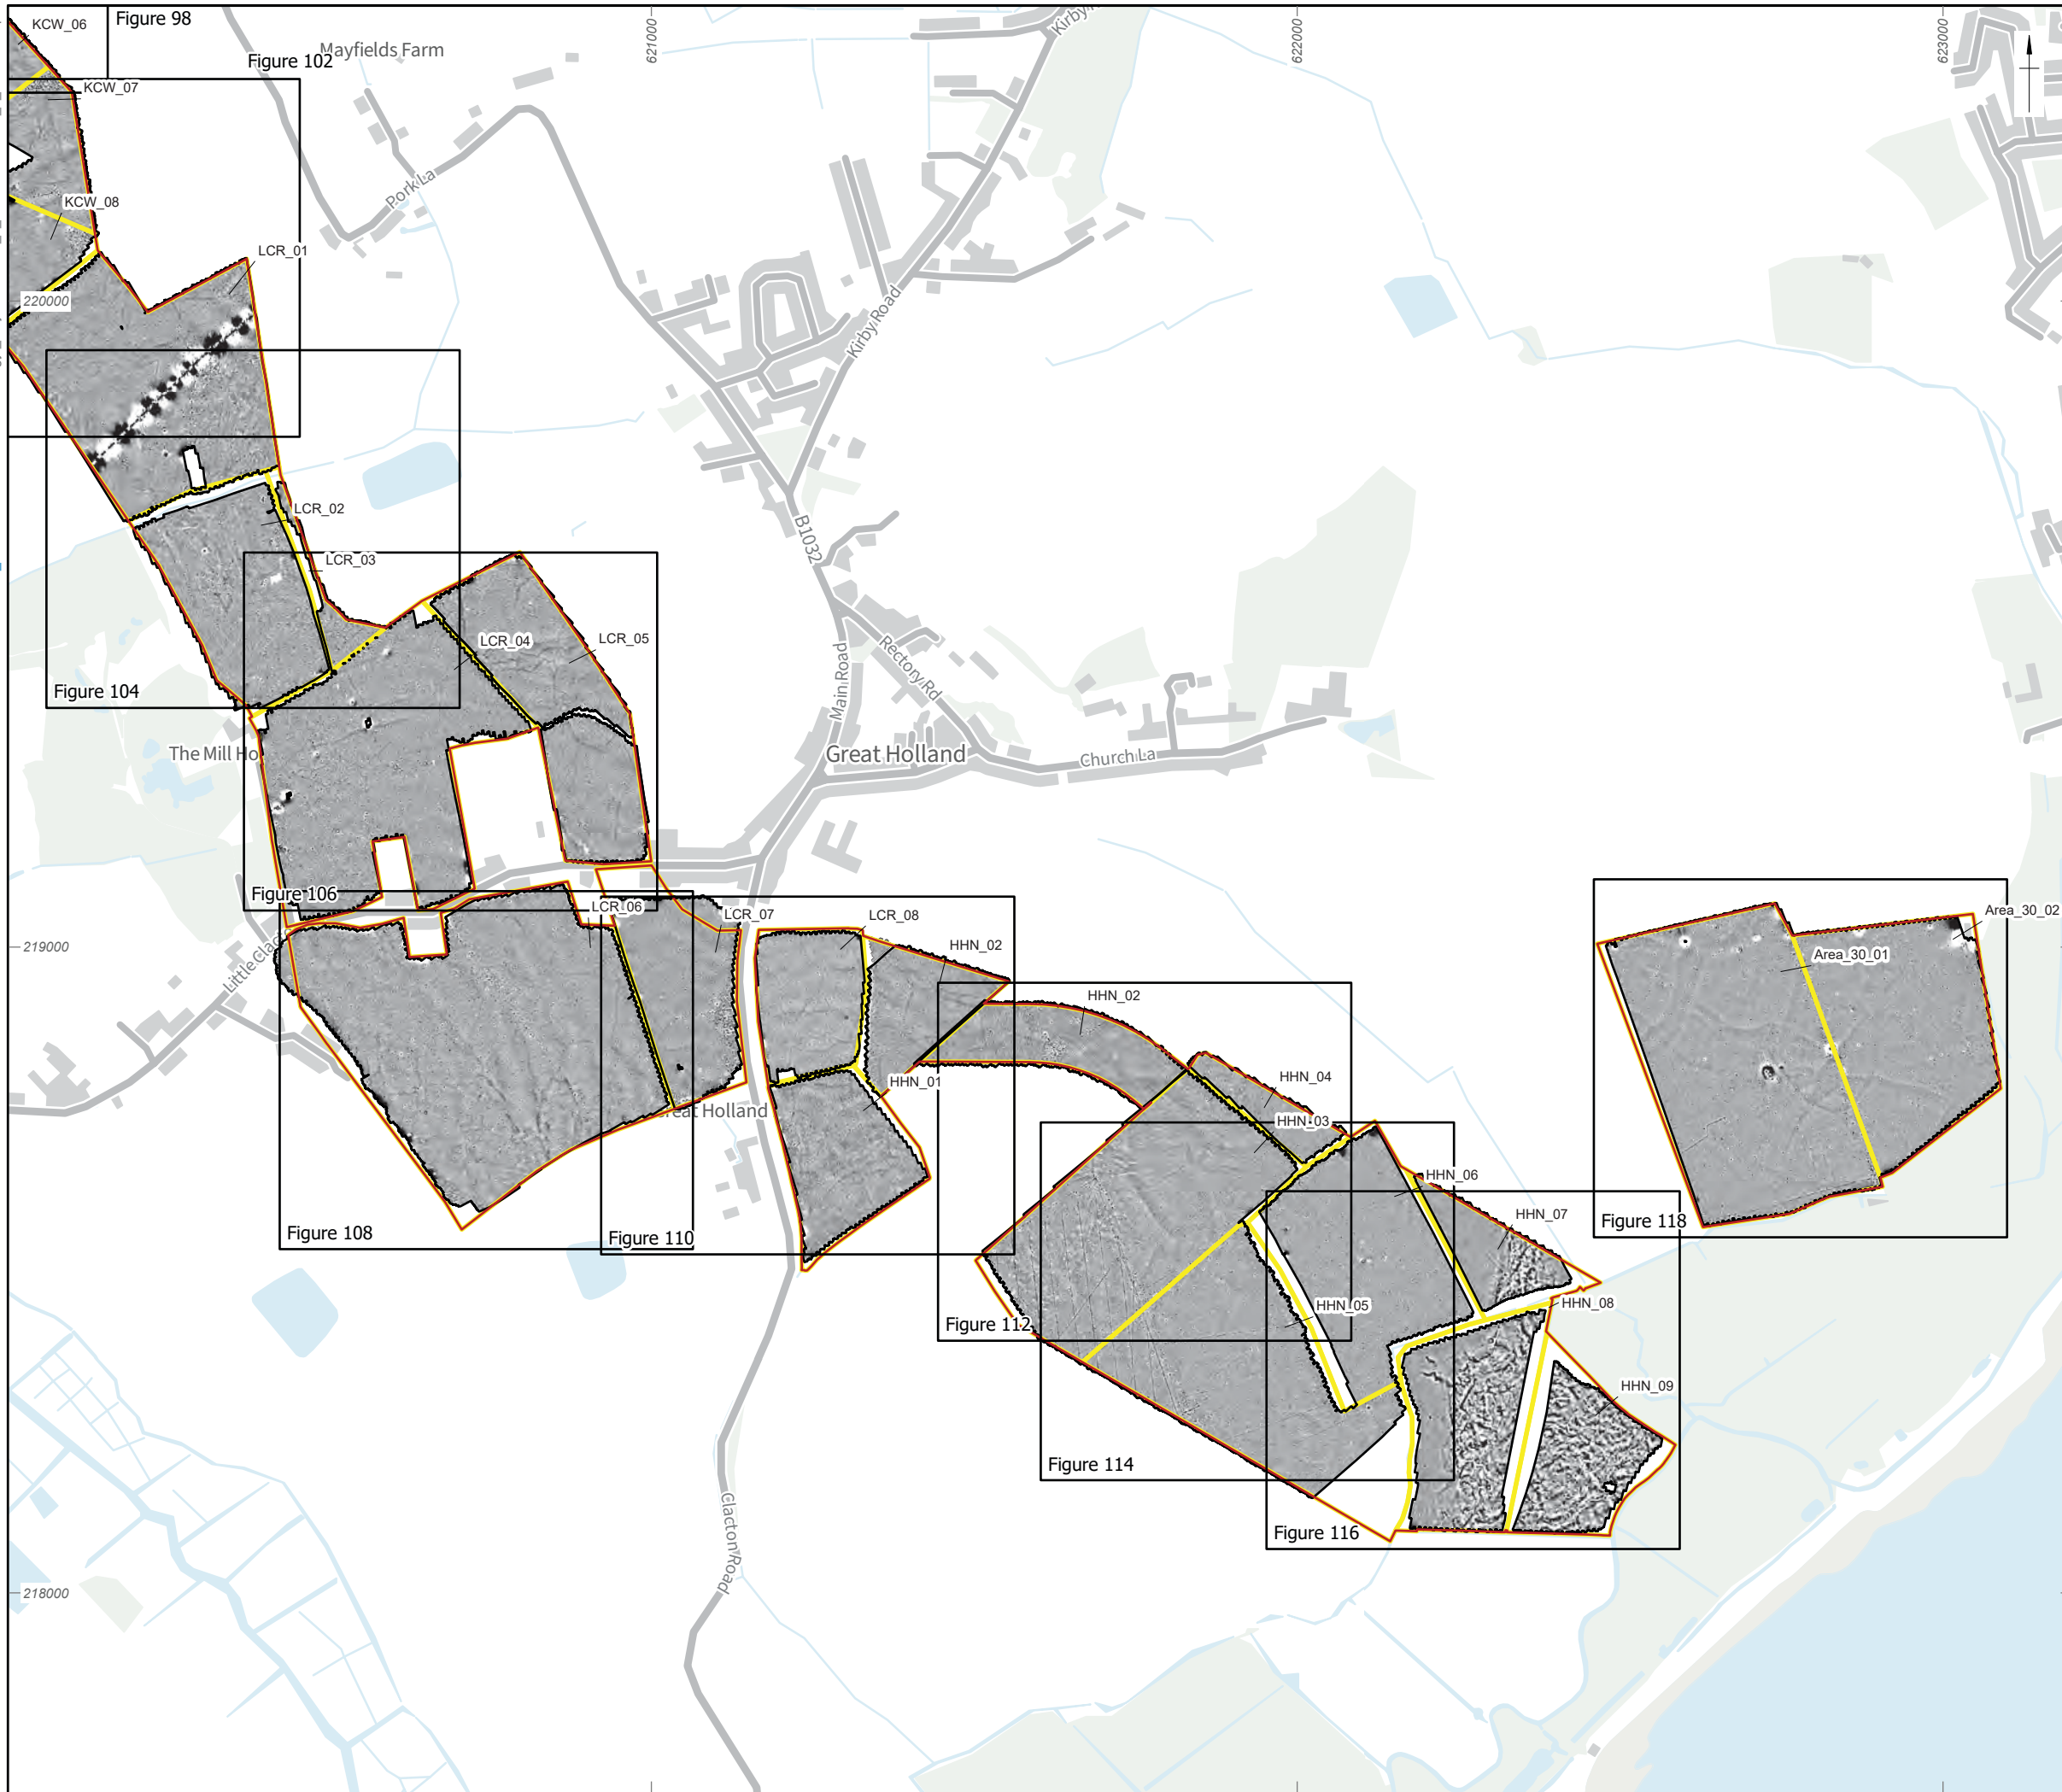 KCW_06
Figure 98
Mayfields Farm
Figure 102
621000
Kirby
622000
623000
KCW_07
Pork La
KCW_08
LCR_01
220000
Kirby Road
LCR_02
B1032
LCR_03
LCR_04
LCR_05
Rectory Rd
Main Road
Figure 104
The Mill Ho
Great Holland
Church La
Figure 106
LCR_06
LCR_07
LCR_08
HHN_02
Area_30_02
219000
Little Clac
Area_30_01
HHN_02
HHN_01
HHN_04
eat Holland
HHN_03
HHN_06
HHN_07
Figure 118
Figure 108
Figure 110
HHN_05
HHN_08
Figure 112
HHN_09
Figure 114
Clacton Road
Figure 116
218000